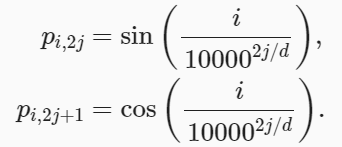 p_{i,2j} = sin ( i / 10000^{2j/d} ),
p_{i,2j+1} = cos ( i / 10000^{2j/d} ).